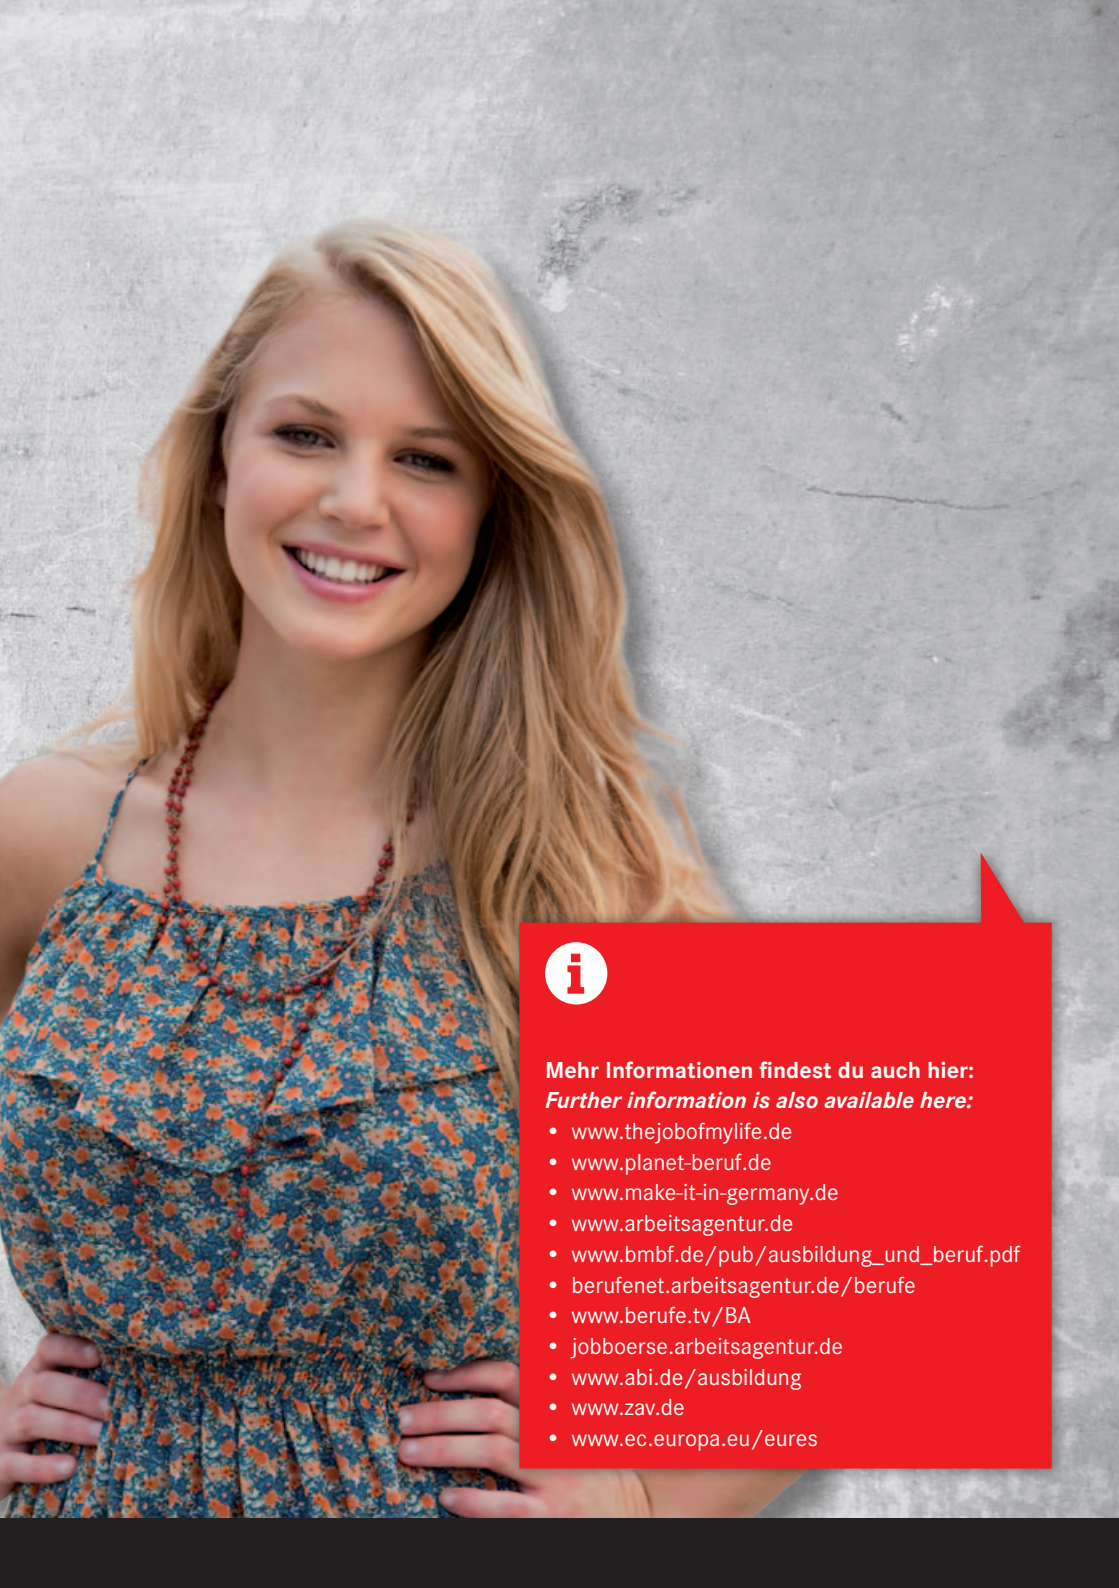 i
Mehr Informationen findest du auch hier:
Further information is also available here:
• www.thejobofmylife.de
• www.planet-beruf.de
• www.make-it-in-germany.de
• www.arbeitsagentur.de
• www.bmbf.de/pub/ausbildung_und_beruf.pdf
• berufenet.arbeitsagentur.de/berufe
• www.berufe.tv/BA
• jobboerse.arbeitsagentur.de
• www.abi.de/ausbildung
• www.zav.de
• www.ec.europa.eu/eures